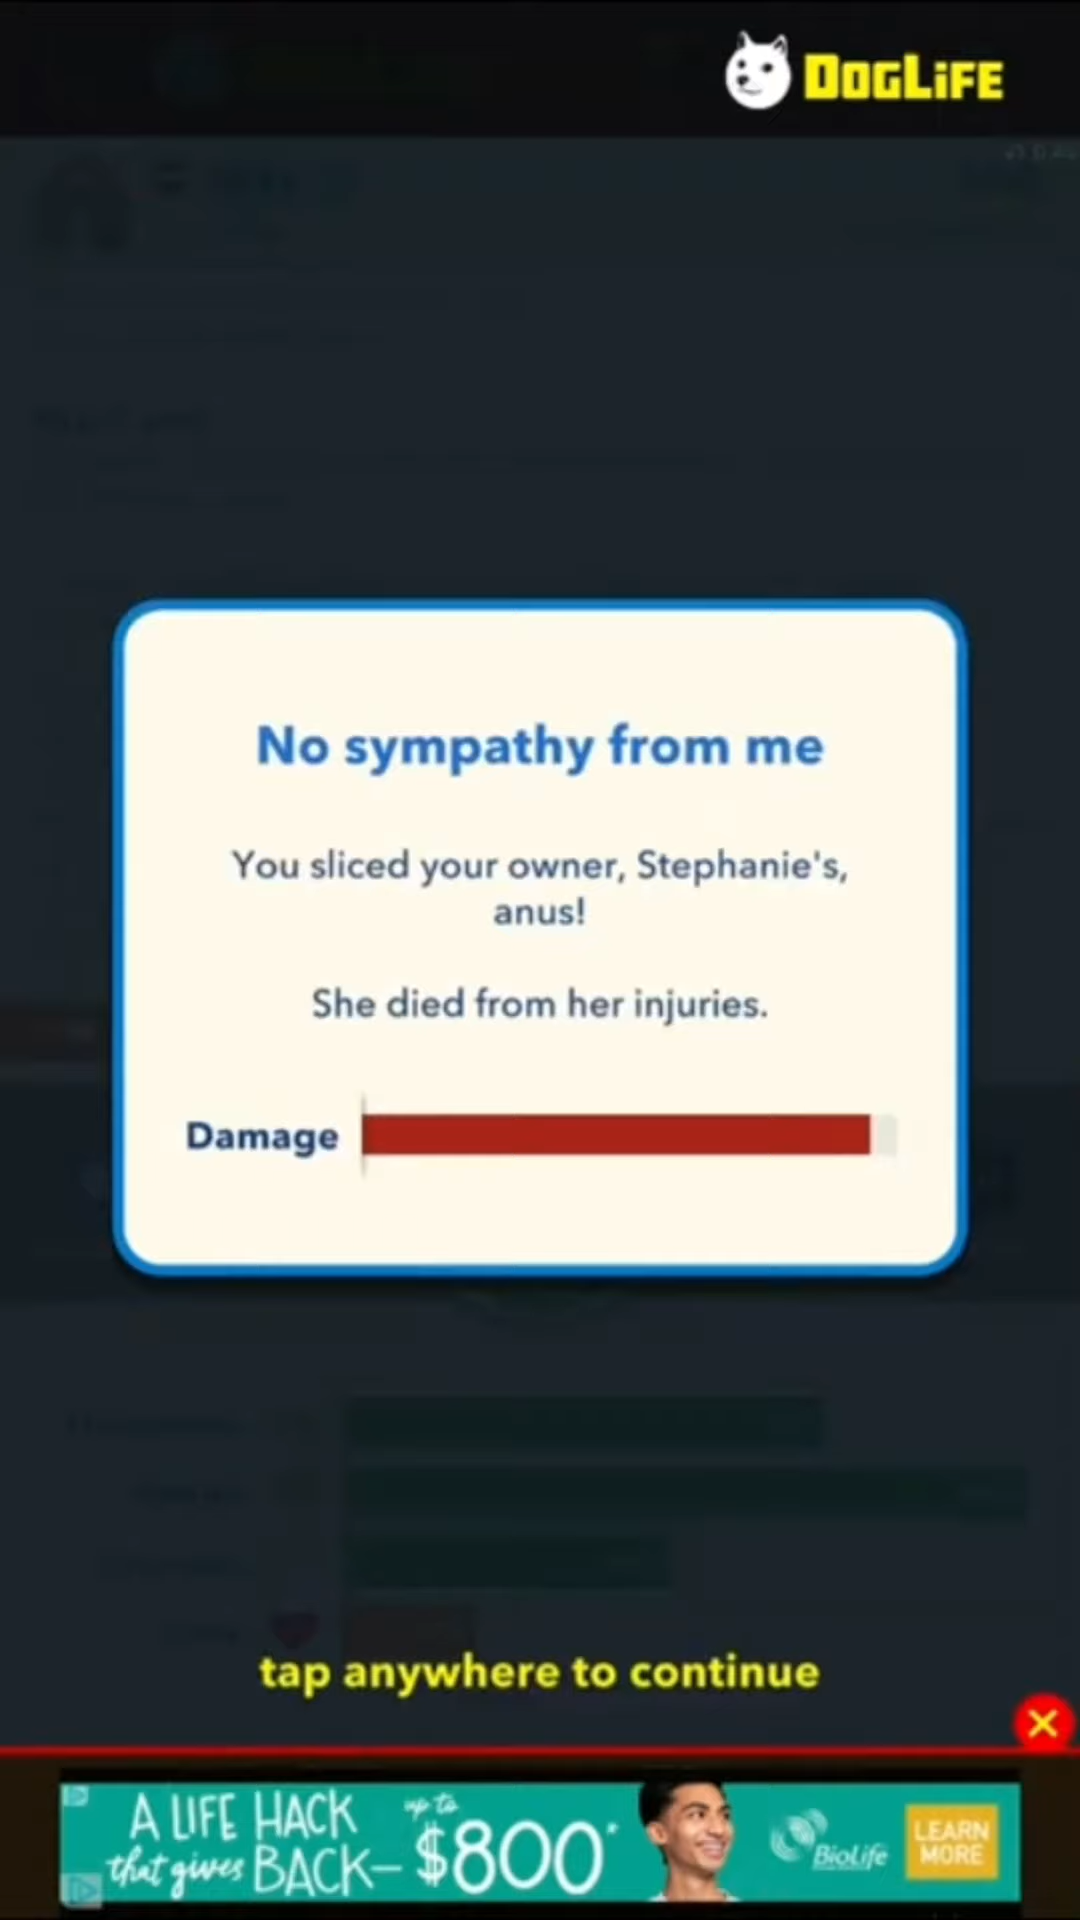 DOGLiFE
No sympathy from me
You sliced your owner, Stephanie's,
anus!
She died from her injuries.
Damage
tap anywhere to continue
A LIFE HACK
that gives BACK–
up to
$800*
BioLife
LEARN
MORE